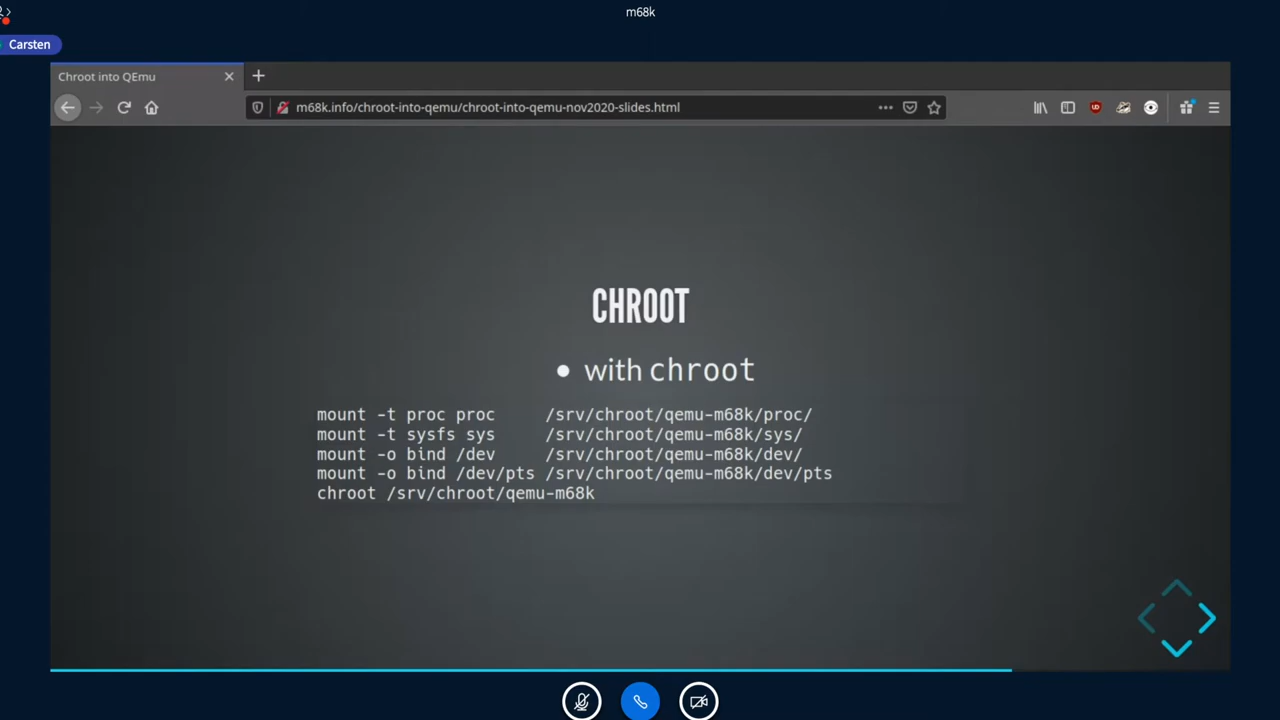 m68k
Carsten
Chroot into QEmu
m68k.info/chroot-into-qemu/chroot-into-qemu-nov2020-slides.html
CHROOT
with chroot
mount -t proc proc /srv/chroot/qemu-m68k/proc/
mount -t sysfs sys /srv/chroot/qemu-m68k/sys/
mount -o bind /dev /srv/chroot/qemu-m68k/dev/
mount -o bind /dev/pts /srv/chroot/qemu-m68k/dev/pts
chroot /srv/chroot/qemu-m68k